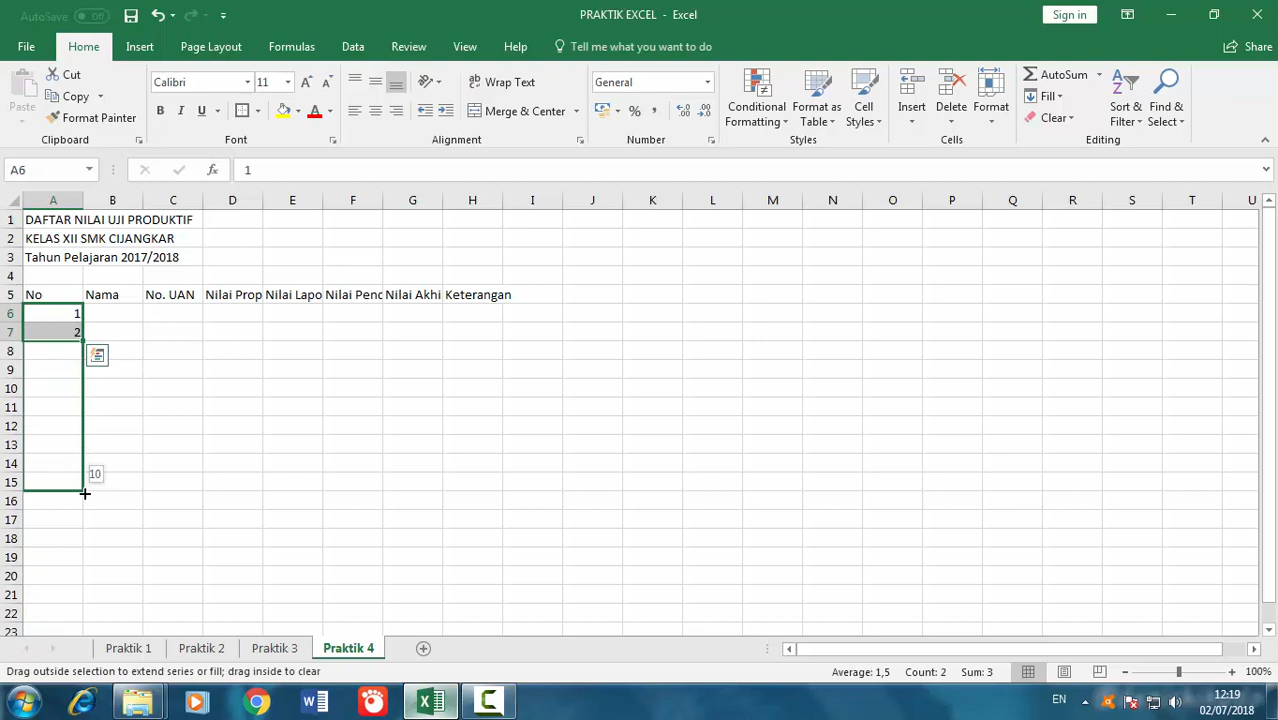 AutoSave Off
PRAKTIK EXCEL - Excel
Sign in
File Home Insert Page Layout Formulas Data Review View Help Tell me what you want to do Share
Paste
Cut
Copy
Format Painter
Clipboard
Calibri 11
B I U
Font
Wrap Text
Merge & Center
Alignment
General
Number
Conditional Formatting
Format as Table
Cell Styles
Styles
Insert Delete Format
Cells
AutoSum
Fill
Clear
Sort & Filter
Find & Select
Editing
A6 fx 1
A B C D E F G H I J K L M N O P Q R S T U
1 DAFTAR NILAI UJI PRODUKTIF
2 KELAS XII SMK CIJANGKAR
3 Tahun Pelajaran 2017/2018
4
5 No Nama No. UAN Nilai Prop Nilai Lapo Nilai Penc Nilai Akhi Keterangan
6 1
7 2
8
9
10
11
12
13
14
10
15
16
17
18
19
20
21
22
23
Praktik 1 Praktik 2 Praktik 3 Praktik 4
Drag outside selection to extend series or fill; drag inside to clear
Average: 1,5 Count: 2 Sum: 3
100%
EN
12:19
02/07/2018